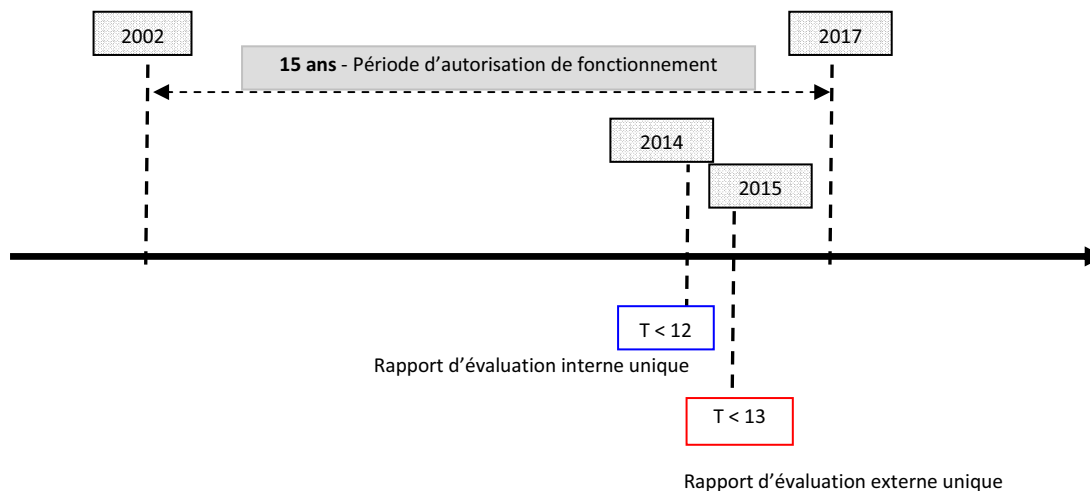 2002
2017
15 ans - Période d’autorisation de fonctionnement
2014
2015
T < 12
Rapport d’évaluation interne unique
T < 13
Rapport d’évaluation externe unique